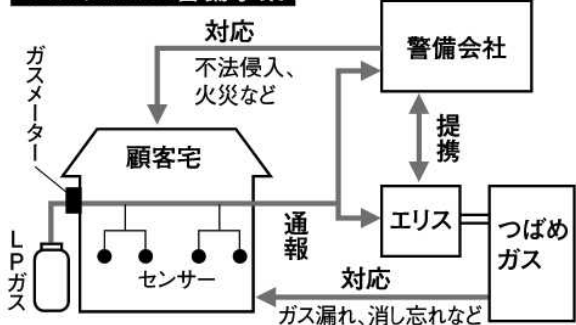 対応
不法侵入、
火災など
警備会社
ガスメーター
顧客宅
提携
通報
エリス
つばめ
ガス
LPガス
センサー
対応
ガス漏れ、消し忘れなど